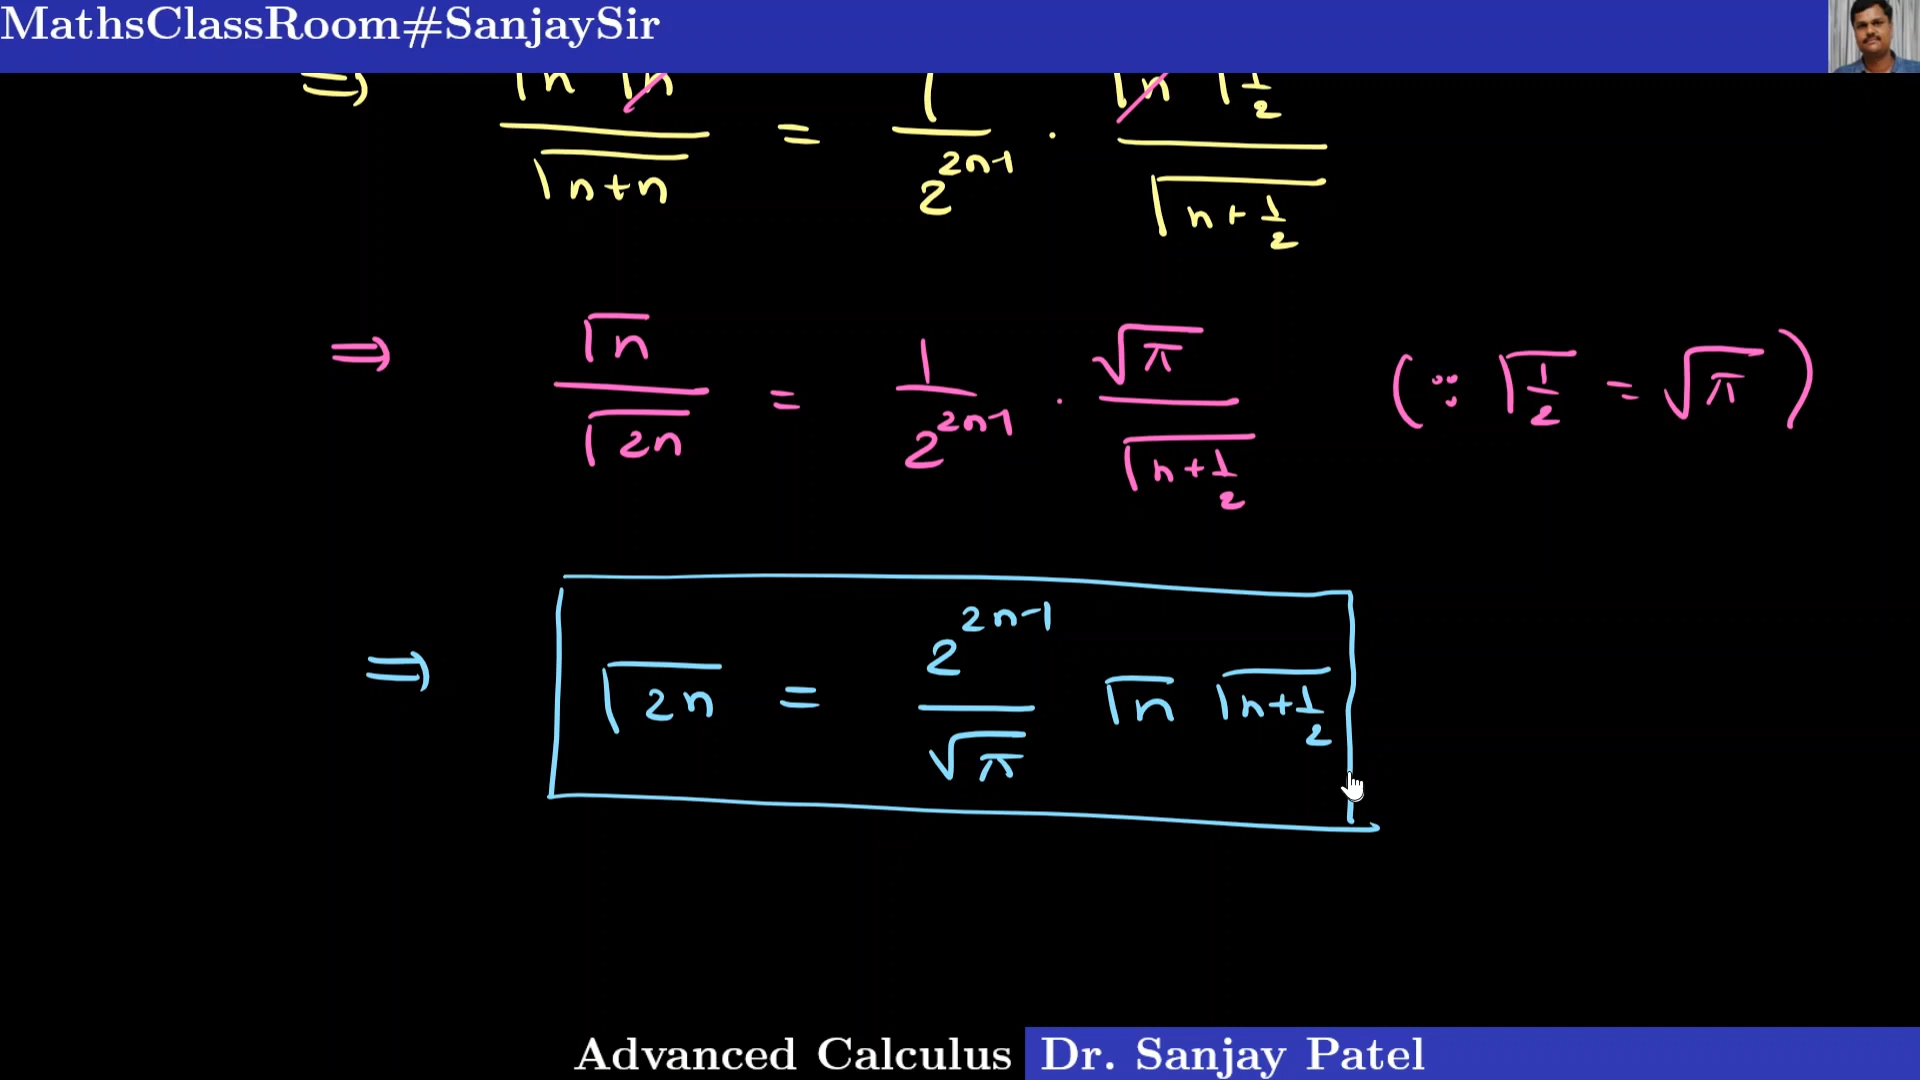 MathsClassRoom#SanjaySir
⇒ Γn Γn / Γn+n = 1 / 2^{2n-1} · Γn Γ1/2 / Γn+1/2
⇒ Γn / Γ2n = 1 / 2^{2n-1} · √π / Γn+1/2 (∵ Γ1/2 = √π)
⇒ Γ2n = 2^{2n-1} / √π Γn Γn+1/2
Advanced Calculus Dr. Sanjay Patel